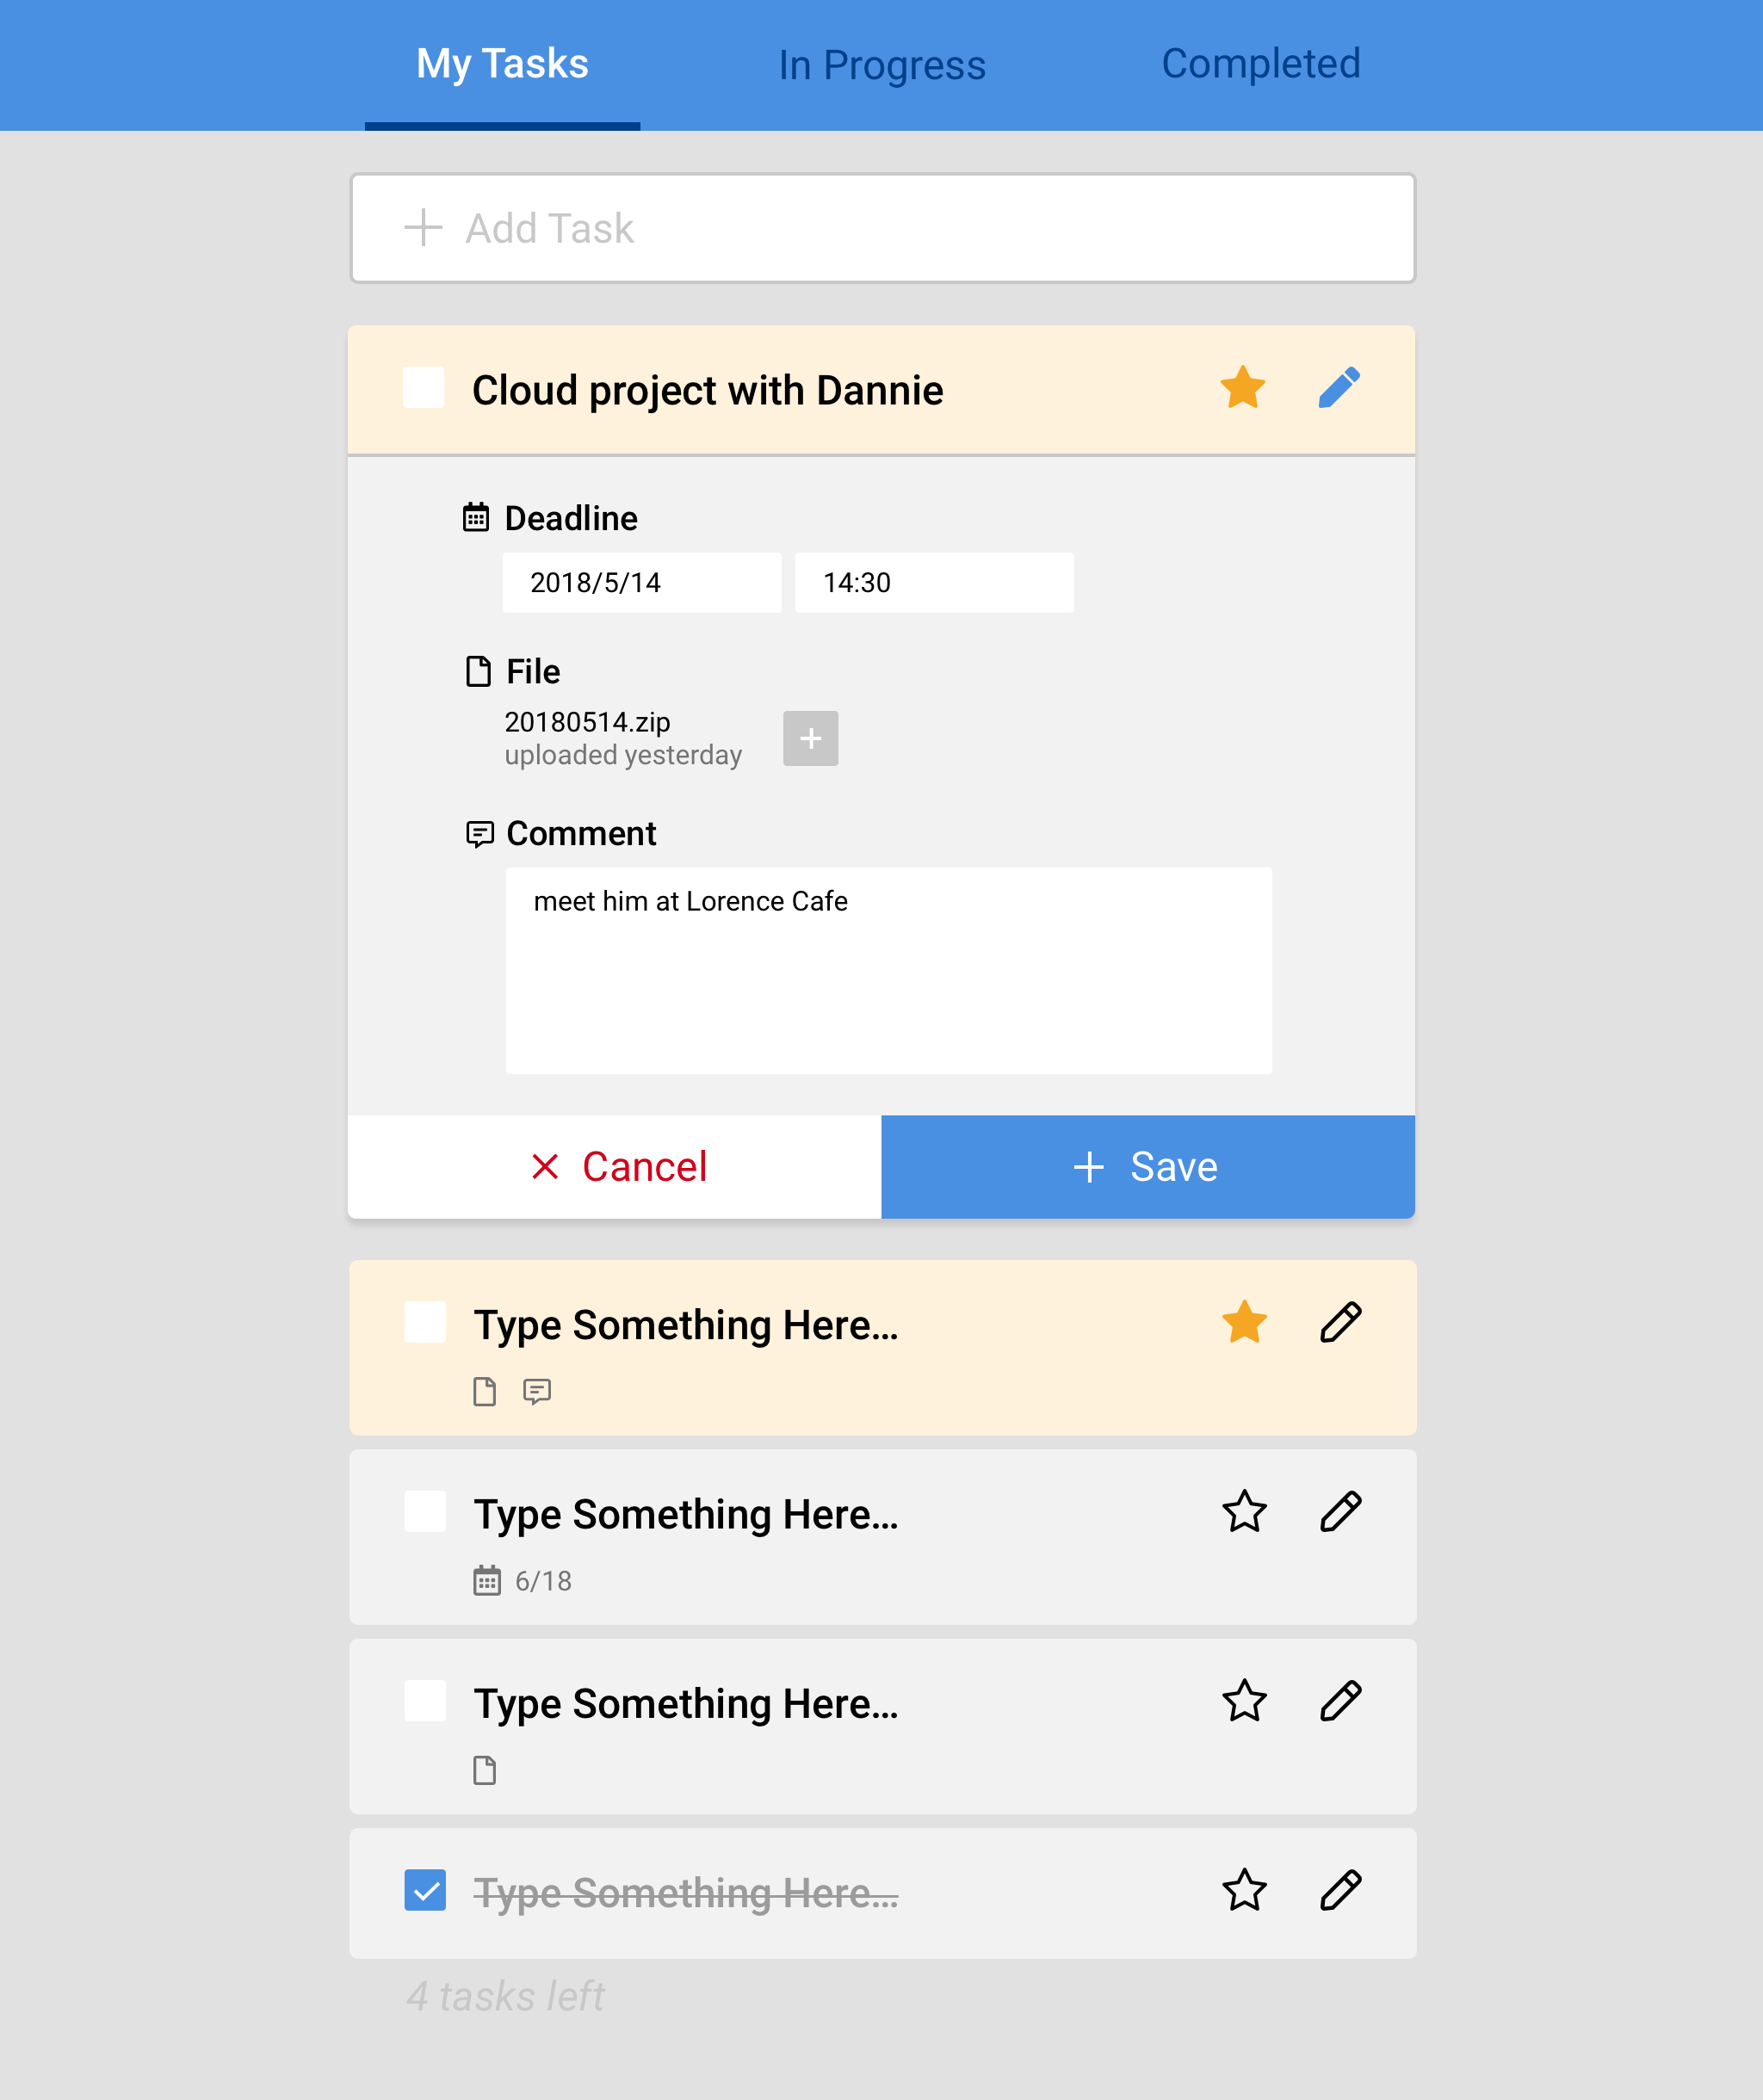 My Tasks
In Progress
Completed
Add Task
Cloud project with Dannie
Deadline
2018/5/14
14:30
File
20180514.zip
uploaded yesterday
Comment
meet him at Lorence Cafe
Cancel
Save
Type Something Here…
Type Something Here…
6/18
Type Something Here…
Type Something Here…
4 tasks left